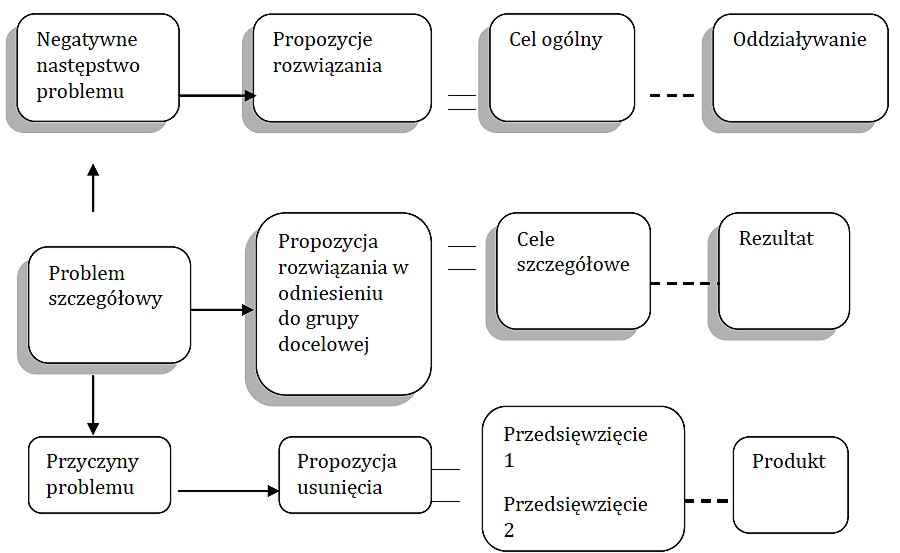 Negatywne
następstwo
problemu
Propozycje
rozwiązania
Cel ogólny
Oddziaływanie
Problem
szczegółowy
Propozycja
rozwiązania w
odniesieniu
do grupy
docelowej
Cele
szczegółowe
Rezultat
Przyczyny
problemu
Propozycja
usunięcia
Przedsięwzięcie
1
Przedsięwzięcie
2
Produkt